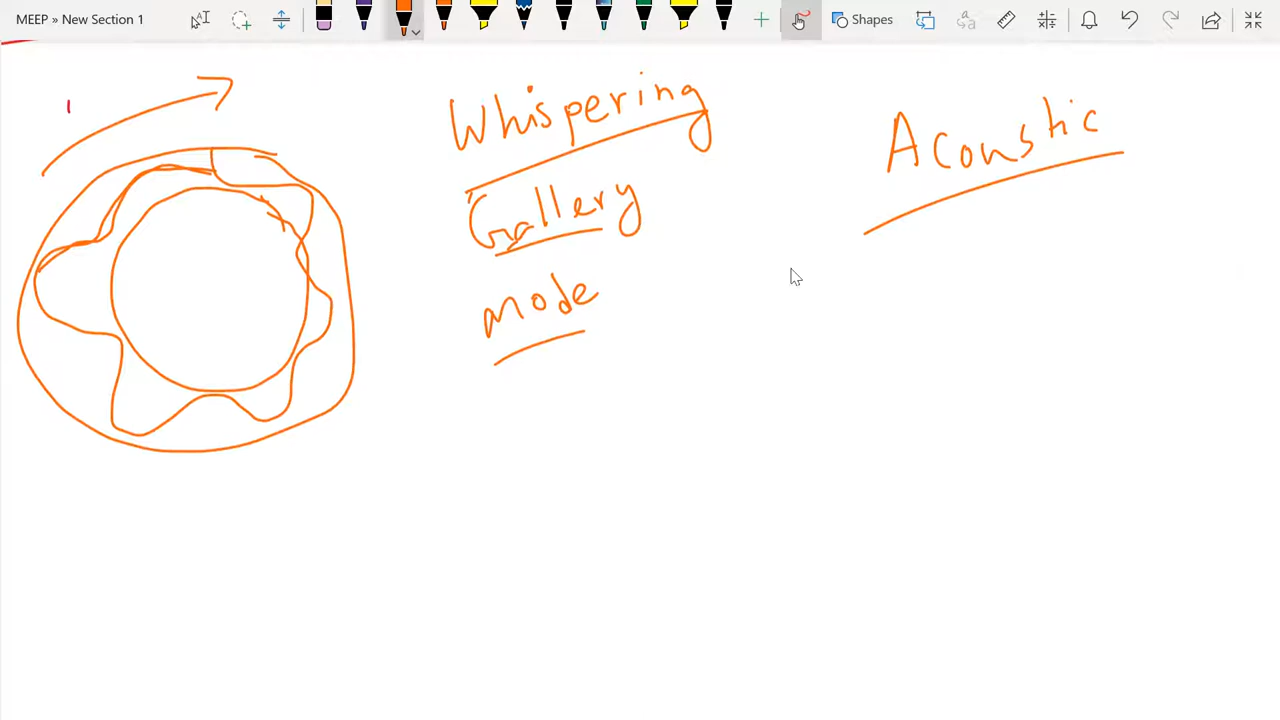 MEEP » New Section 1
Shapes
Whispering
Gallery
mode
Acoustic